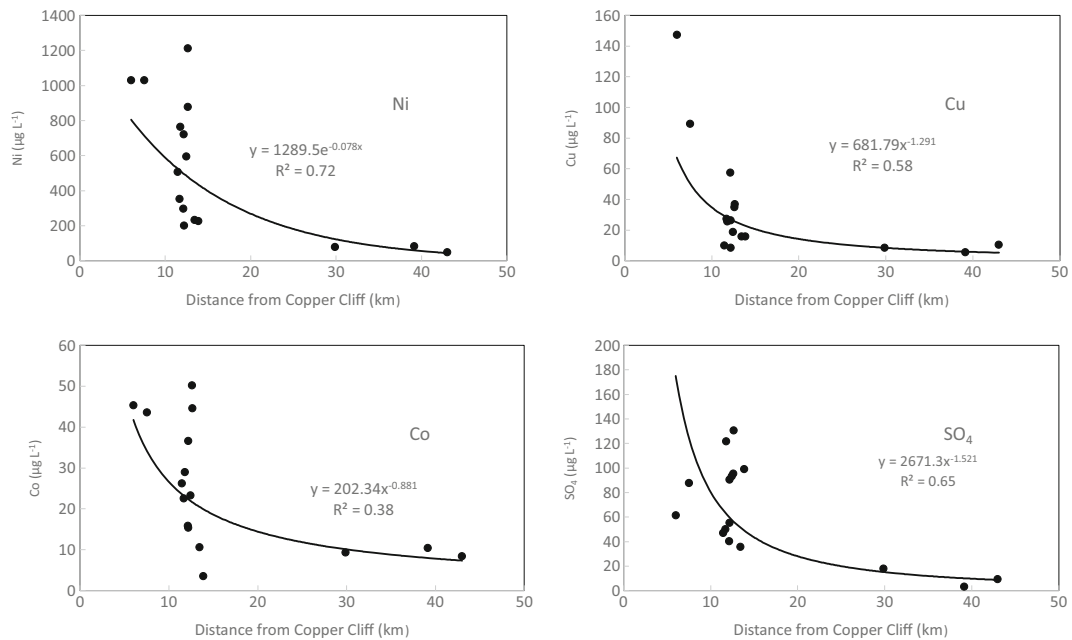 1400
1200
1000
800
600
400
200
0
Ni (µg L⁻¹)
Ni
y = 1289.5e⁻⁰·⁰⁷⁸ˣ
R² = 0.72
0 10 20 30 40 50
Distance from Copper Cliff (km)
160
140
120
100
80
60
40
20
0
Cu (µg L⁻¹)
Cu
y = 681.79x⁻¹·²⁹¹
R² = 0.58
0 10 20 30 40 50
Distance from Copper Cliff (km)
60
50
40
30
20
10
0
Co (µg L⁻¹)
Co
y = 202.34x⁻⁰·⁸⁸¹
R² = 0.38
0 10 20 30 40 50
Distance from Copper Cliff (km)
200
180
160
140
120
100
80
60
40
20
0
SO₄ (µg L⁻¹)
SO₄
y = 2671.3x⁻¹·⁵²¹
R² = 0.65
0 10 20 30 40 50
Distance from Copper Cliff (km)